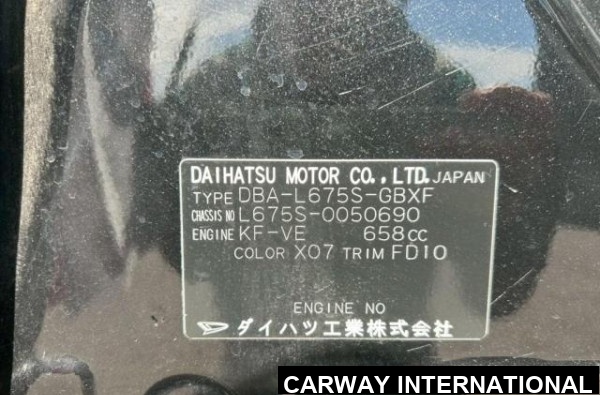 DAIHATSU MOTOR CO., LTD. JAPAN
TYPE DBA-L675S-GBXF
CHASSIS NO L675S-0050690
ENGINE KF-VE 658cc
COLOR X07 TRIM FD10
ENGINE NO
ダイハツ工業株式会社
CARWAY INTERNATIONAL